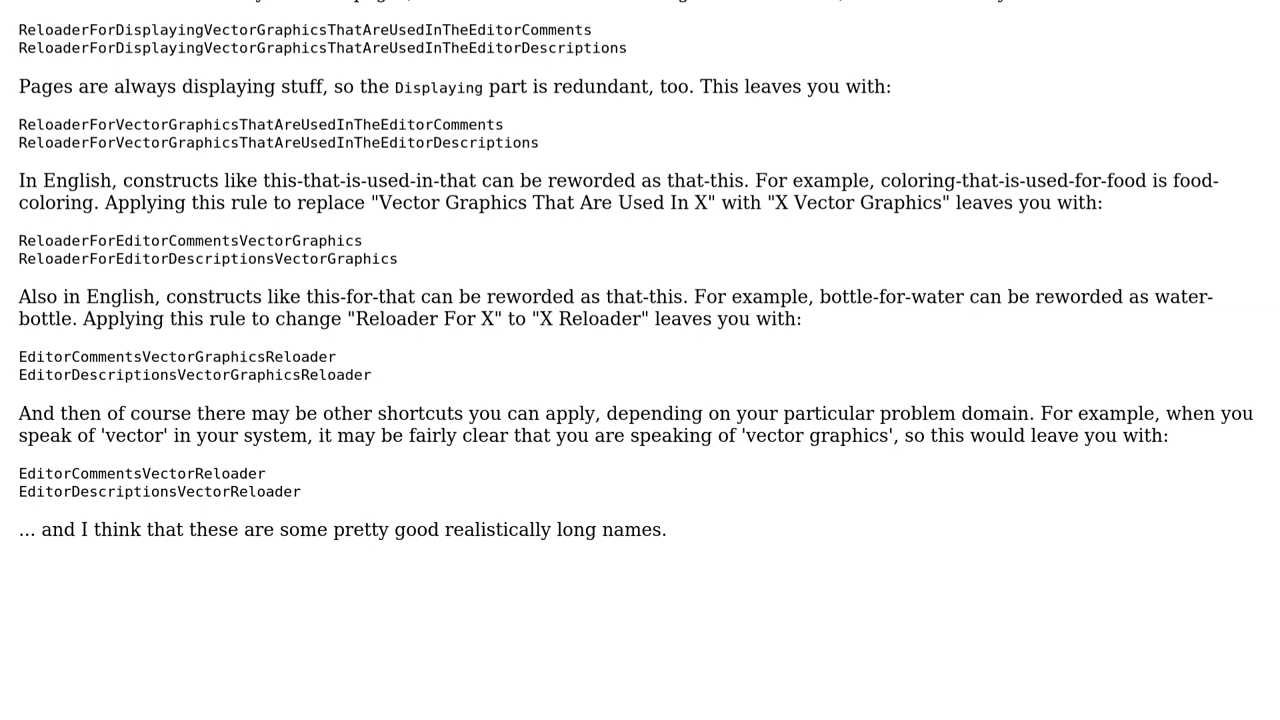 ReloaderForDisplayingVectorGraphicsThatAreUsedInTheEditorComments
ReloaderForDisplayingVectorGraphicsThatAreUsedInTheEditorDescriptions
Pages are always displaying stuff, so the Displaying part is redundant, too. This leaves you with:
ReloaderForVectorGraphicsThatAreUsedInTheEditorComments
ReloaderForVectorGraphicsThatAreUsedInTheEditorDescriptions
In English, constructs like this-that-is-used-in-that can be reworded as that-this. For example, coloring-that-is-used-for-food is food-
coloring. Applying this rule to replace "Vector Graphics That Are Used In X" with "X Vector Graphics" leaves you with:
ReloaderForEditorCommentsVectorGraphics
ReloaderForEditorDescriptionsVectorGraphics
Also in English, constructs like this-for-that can be reworded as that-this. For example, bottle-for-water can be reworded as water-
bottle. Applying this rule to change "Reloader For X" to "X Reloader" leaves you with:
EditorCommentsVectorGraphicsReloader
EditorDescriptionsVectorGraphicsReloader
And then of course there may be other shortcuts you can apply, depending on your particular problem domain. For example, when you
speak of 'vector' in your system, it may be fairly clear that you are speaking of 'vector graphics', so this would leave you with:
EditorCommentsVectorReloader
EditorDescriptionsVectorReloader
... and I think that these are some pretty good realistically long names.